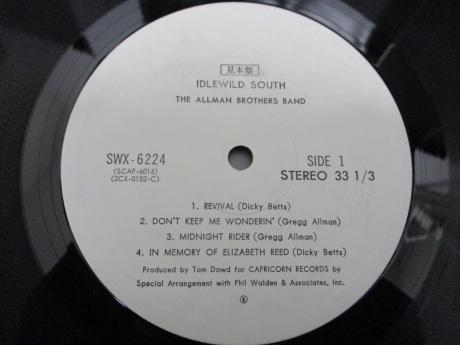 見本盤
IDLEWILD SOUTH
THE ALLMAN BROTHERS BAND
SWX-6224
(SCAP-6016)
(2CX-0132-C)
SIDE 1
STEREO 33 1/3
1. REVIVAL (Dicky Betts)
2. DON'T KEEP ME WONDERIN' (Gregg Allman)
3. MIDNIGHT RIDER (Gregg Allman)
4. IN MEMORY OF ELIZABETH REED (Dicky Betts)
Produced by Tom Dowd for CAPRICORN RECORDS by
Special Arrangement with Phil Walden & Associates, Inc.